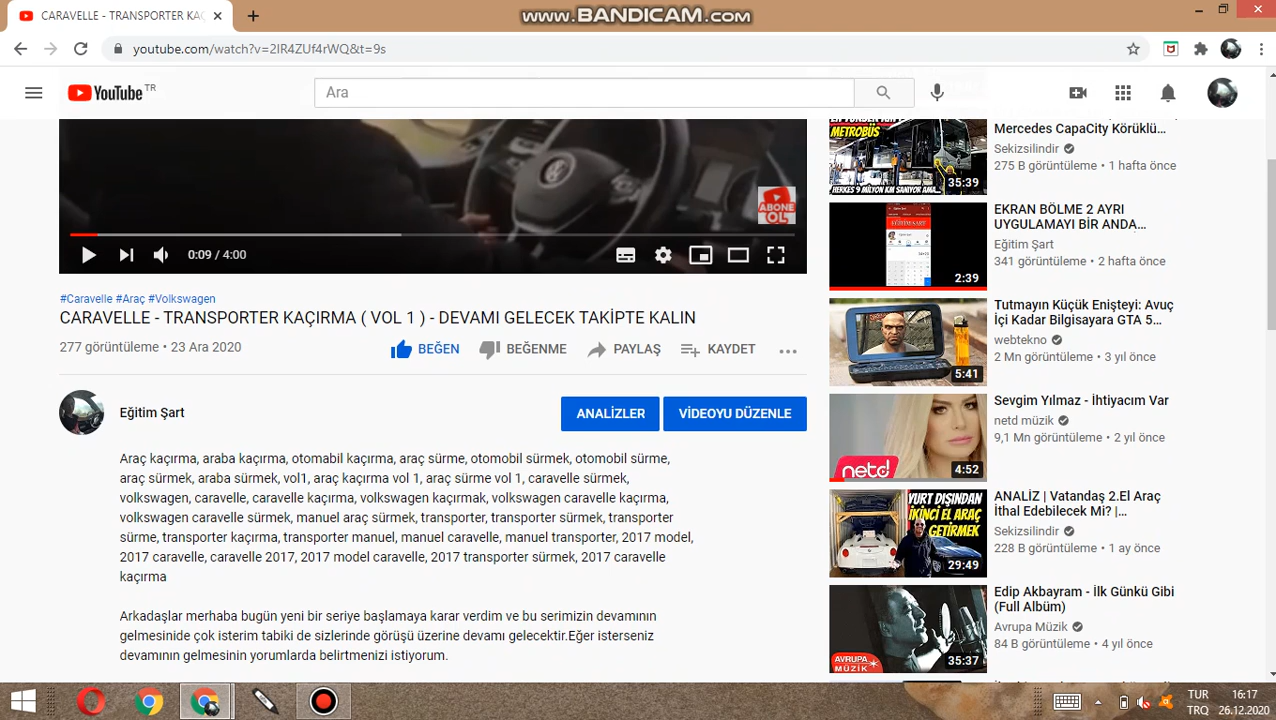 www.BANDICAM.com
CARAVELLE - TRANSPORTER KAÇ
youtube.com/watch?v=2IR4ZUf4rWQ&t=9s
YouTube TR
Ara
METROBÜS
HERKES 9 MİLYON KM SANIYOR AMA...
35:39
Mercedes CapaCity Körüklü...
Sekizsilindir
275 B görüntüleme • 1 hafta önce
ABONE OL
0:09 / 4:00
2:39
EKRAN BÖLME 2 AYRI
UYGULAMAYI BİR ANDA...
Eğitim Şart
341 görüntüleme • 2 hafta önce
#Caravelle #Araç #Volkswagen
CARAVELLE - TRANSPORTER KAÇIRMA ( VOL 1 ) - DEVAMI GELECEK TAKİPTE KALIN
277 görüntüleme • 23 Ara 2020
BEĞEN
BEĞENME
PAYLAŞ
KAYDET
5:41
Tutmayın Küçük Enişteyi: Avuç
İçi Kadar Bilgisayara GTA 5...
webtekno
2 Mn görüntüleme • 3 yıl önce
Eğitim Şart
ANALİZLER
VİDEOYU DÜZENLE
netd
4:52
Sevgim Yılmaz - İhtiyacım Var
netd müzik
9,1 Mn görüntüleme • 2 yıl önce
Araç kaçırma, araba kaçırma, otomabil kaçırma, araç sürme, otomobil sürmek, otomobil sürme,
araç sürmek, araba sürmek, vol1, araç kaçırma vol 1, araç sürme vol 1, caravelle sürmek,
volkswagen, caravelle, caravelle kaçırma, volkswagen kaçırmak, volkswagen caravelle kaçırma,
volkswagen caravelle sürmek, manuel araç sürmek, transporter, transporter sürmek, transporter
sürme, transporter kaçırma, transporter manuel, manuel caravelle, manuel transporter, 2017 model,
2017 caravelle, caravelle 2017, 2017 model caravelle, 2017 transporter sürmek, 2017 caravelle
kaçırma
YURT DIŞINDAN
İKİNCİ EL ARAÇ
GETİRMEK
29:49
ANALİZ | Vatandaş 2.El Araç
İthal Edebilecek Mi? |...
Sekizsilindir
228 B görüntüleme • 1 ay önce
Arkadaşlar merhaba bugün yeni bir seriye başlamaya karar verdim ve bu serimizin devamının
gelmesinide çok isterim tabiki de sizlerinde görüşü üzerine devamı gelecektir.Eğer isterseniz
devamının gelmesinin yorumlarda belirtmenizi istiyorum.
AVRUPA
MÜZİK
35:37
Edip Akbayram - İlk Günkü Gibi
(Full Albüm)
Avrupa Müzik
84 B görüntüleme • 4 yıl önce
TUR
TRQ
16:17
26.12.2020